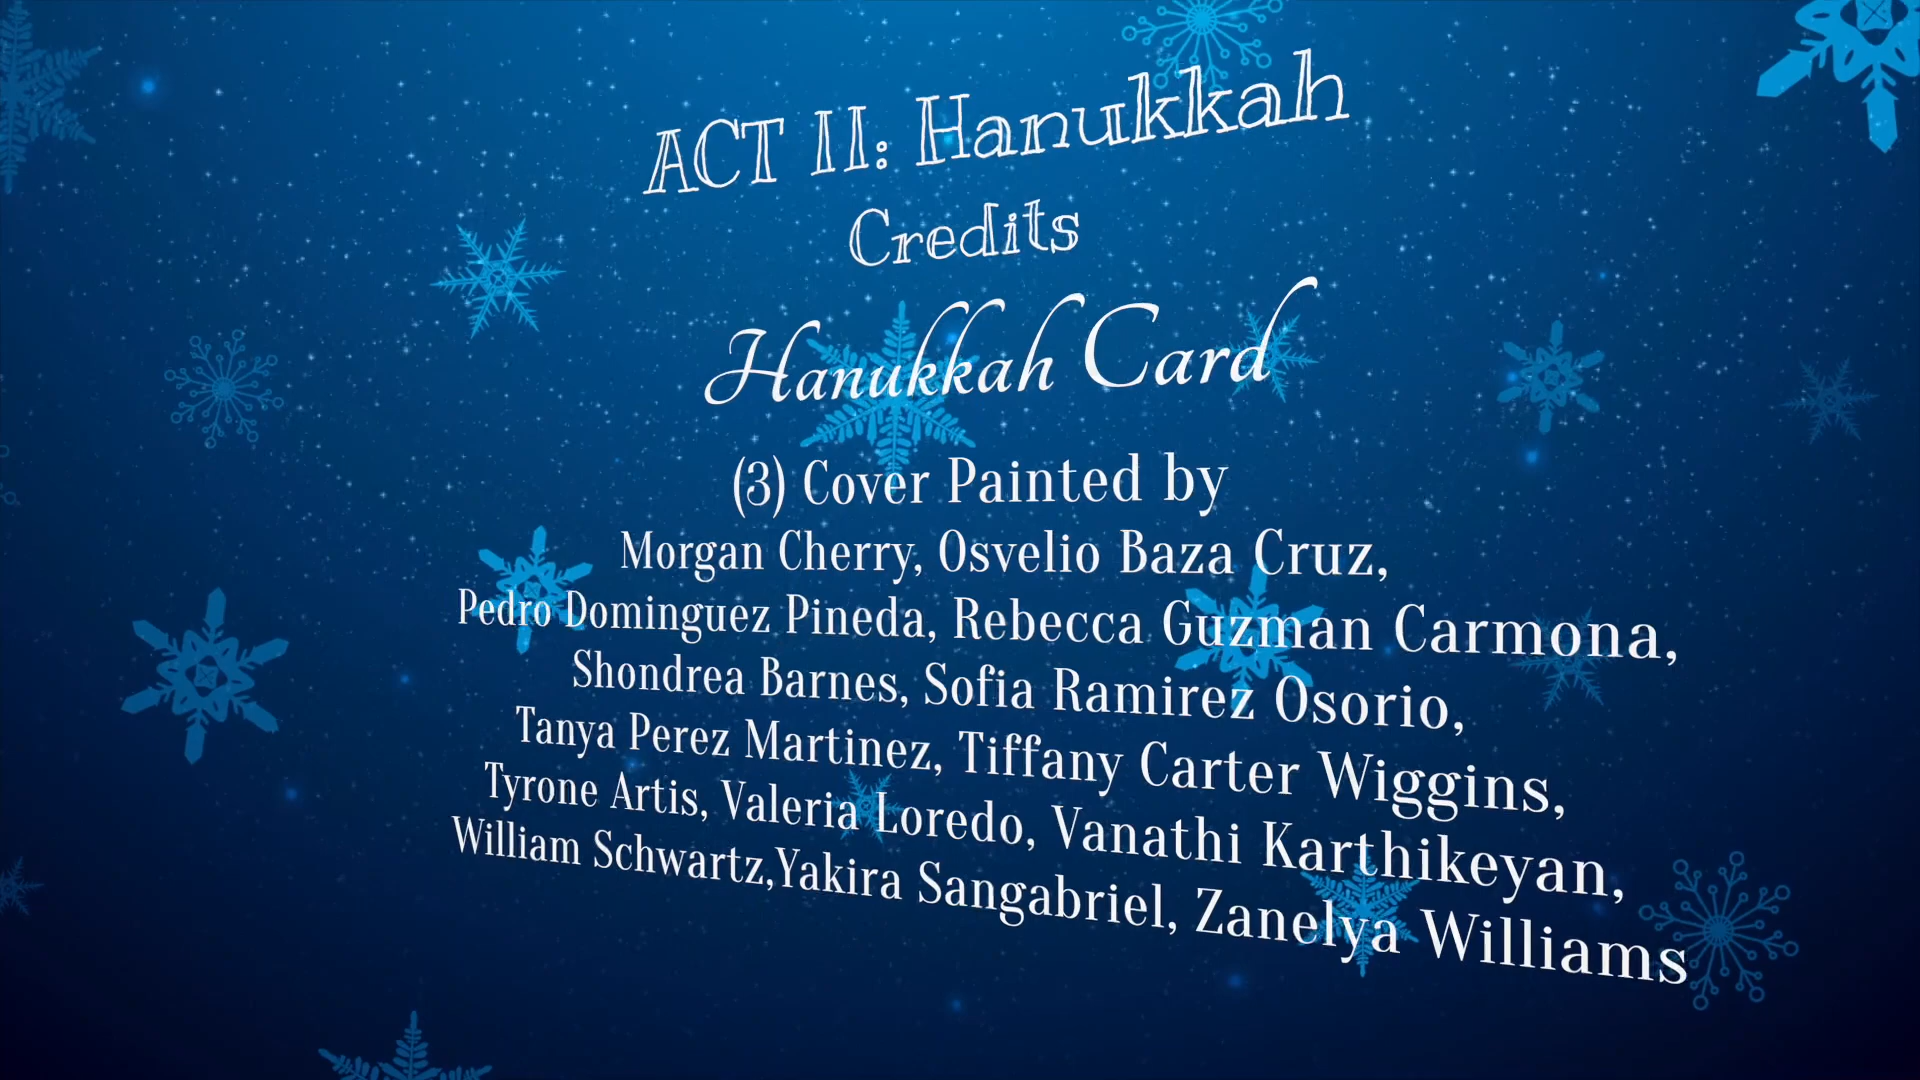 ACT II: Hanukkah
Credits
Hanukkah Card
(3) Cover Painted by
Morgan Cherry, Osvelio Baza Cruz,
Pedro Dominguez Pineda, Rebecca Guzman Carmona,
Shondrea Barnes, Sofia Ramirez Osorio,
Tanya Perez Martinez, Tiffany Carter Wiggins,
Tyrone Artis, Valeria Loredo, Vanathi Karthikeyan,
William Schwartz,Yakira Sangabriel, Zanelya Williams